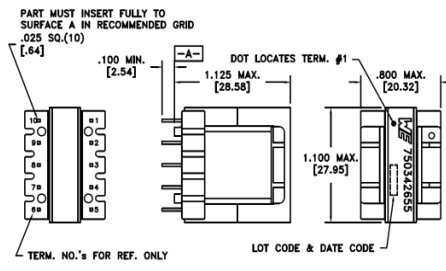 PART MUST INSERT FULLY TO
SURFACE A IN RECOMMENDED GRID
.025 SQ.(10)
[.64]
.100 MIN.
[2.54]
-A-
1.125 MAX.
[28.58]
DOT LOCATES TERM. #1
.800 MAX.
[20.32]
10 1
9 2
8 3
7 4
6 5
1.100 MAX.
[27.95]
WE 750342655
LOT CODE & DATE CODE
TERM. NO.'s FOR REF. ONLY